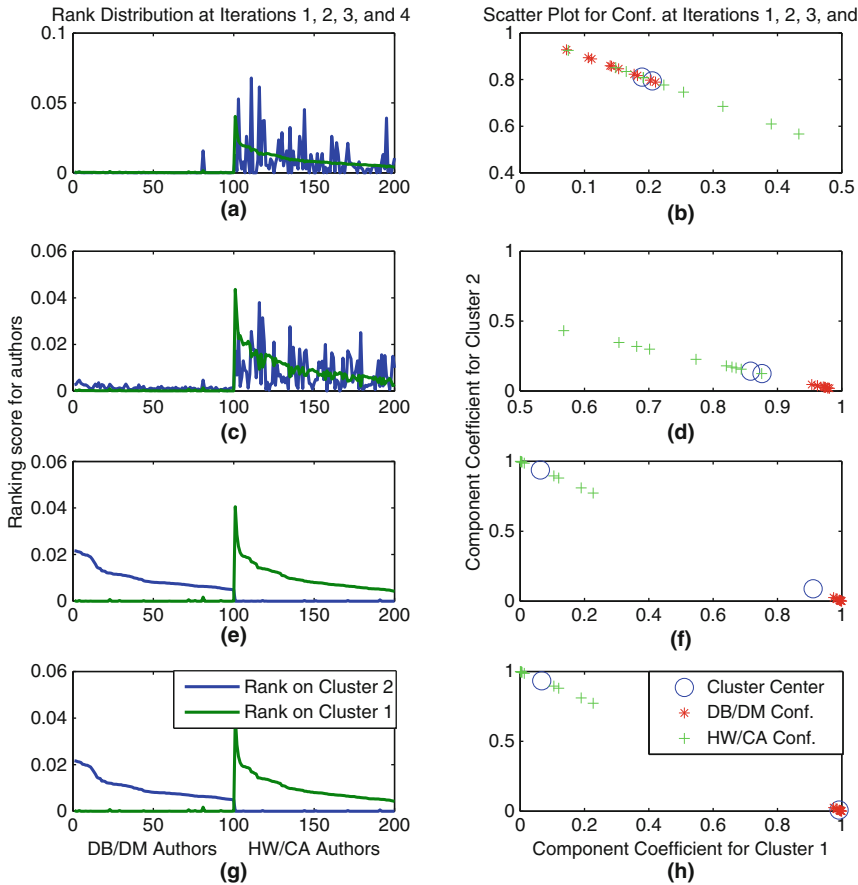 Rank Distribution at Iterations 1, 2, 3, and 4
Scatter Plot for Conf. at Iterations 1, 2, 3, and
0.1
0.05
0
0 50 100 150 200
(a)
1
0.8
0.6
0.4
0 0.1 0.2 0.3 0.4 0.5
(b)
Ranking score for authors
0.06
0.04
0.02
0
0 50 100 150 200
(c)
Component Coefficient for Cluster 2
1
0.5
0
0.5 0.6 0.7 0.8 0.9 1
(d)
0.06
0.04
0.02
0
0 50 100 150 200
(e)
1
0.5
0
0 0.2 0.4 0.6 0.8 1
(f)
0.06
0.04
0.02
0
Rank on Cluster 2
Rank on Cluster 1
0 50 100 150 200
DB/DM Authors HW/CA Authors
(g)
1
0.5
0
Cluster Center
DB/DM Conf.
HW/CA Conf.
0 0.2 0.4 0.6 0.8 1
Component Coefficient for Cluster 1
(h)